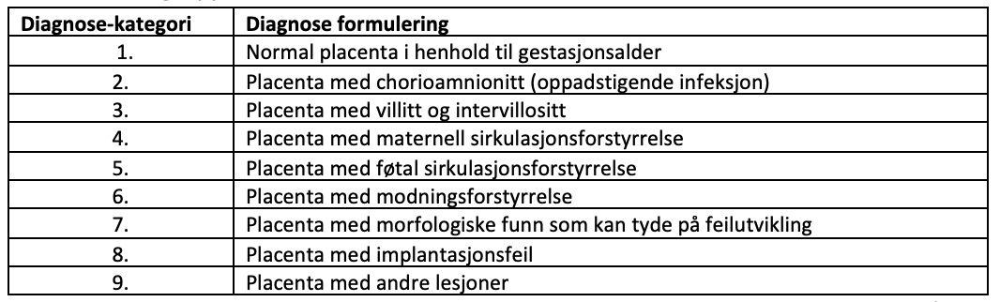 Diagnose-kategori Diagnose formulering
1. Normal placenta i henhold til gestasjonsalder
2. Placenta med chorioamnionitt (oppadstigende infeksjon)
3. Placenta med villitt og intervillositt
4. Placenta med maternell sirkulasjonsforstyrrelse
5. Placenta med føtal sirkulasjonsforstyrrelse
6. Placenta med modningsforstyrrelse
7. Placenta med morfologiske funn som kan tyde på feilutvikling
8. Placenta med implantasjonsfeil
9. Placenta med andre lesjoner